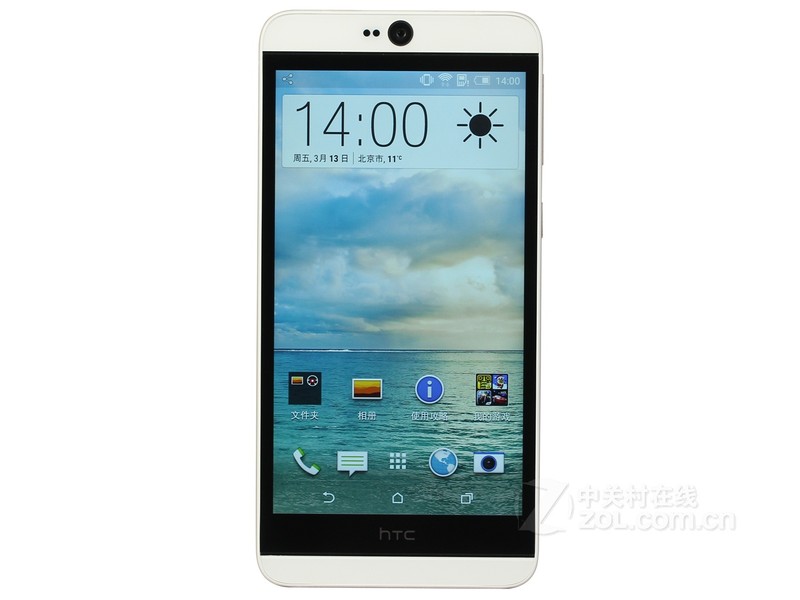 14:00
14:00
周五, 3月 13 日 北京市, 11°C
文件夹 相册 使用攻略 我的游戏
hTC
中关村在线
ZOL.com.cn